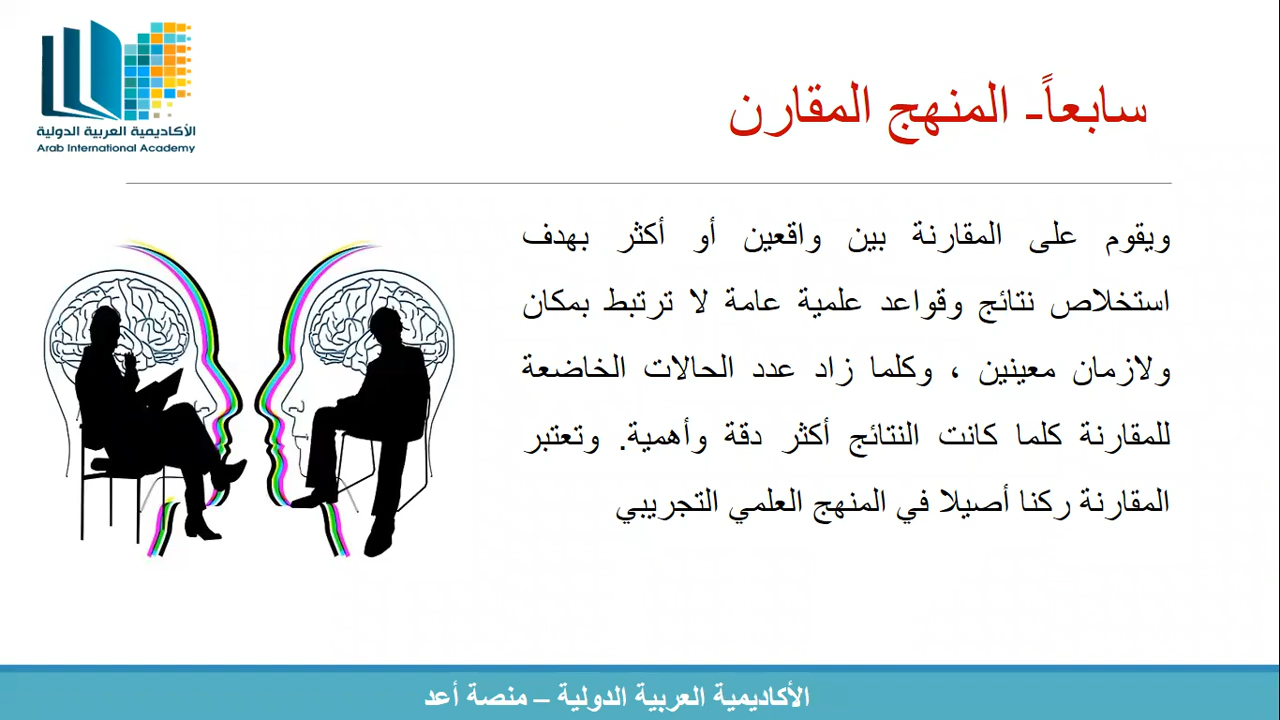 الأكاديمية العربية الدولية
Arab International Academy
سابعاً- المنهج المقارن
ويقوم على المقارنة بين واقعين أو أكثر بهدف
استخلاص نتائج وقواعد علمية عامة لا ترتبط بمكان
ولازمان معينين ، وكلما زاد عدد الحالات الخاضعة
للمقارنة كلما كانت النتائج أكثر دقة وأهمية. وتعتبر
المقارنة ركنا أصيلا في المنهج العلمي التجريبي
الأكاديمية العربية الدولية – منصة أعد